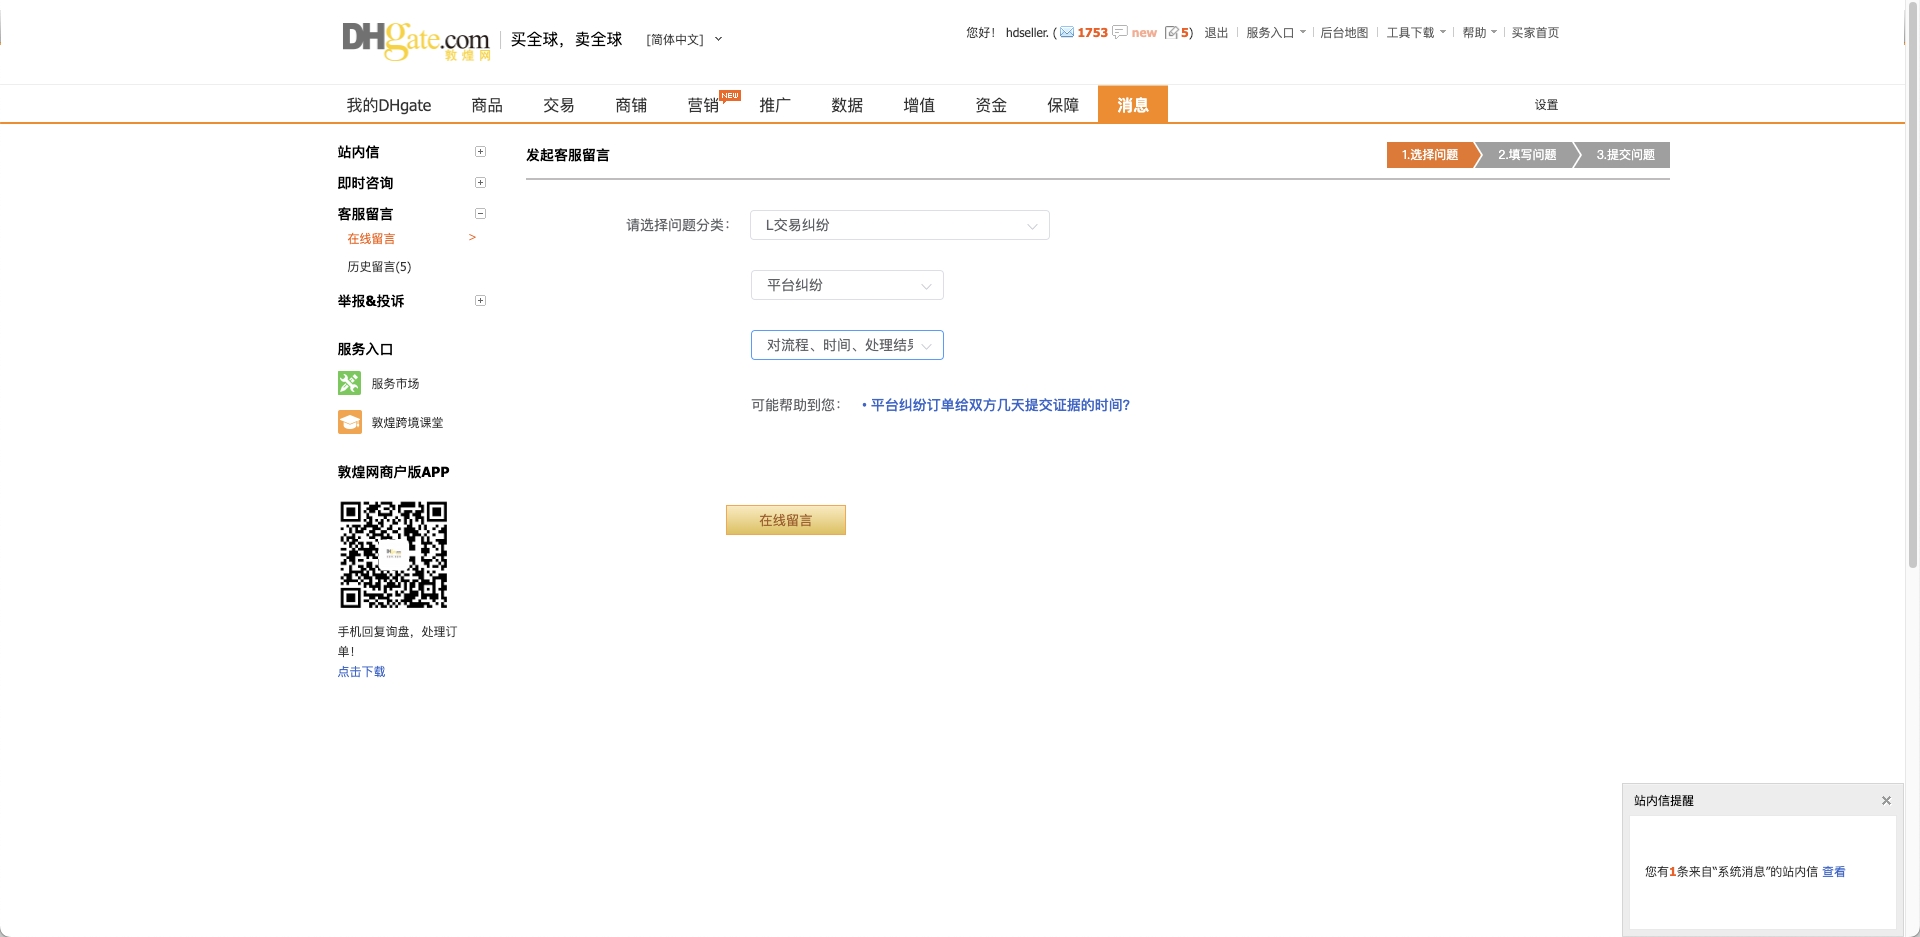 DHgate.com
敦煌网
买全球，卖全球
[简体中文]
您好！ hdseller. ( 1753 new 5) 退出 服务入口 后台地图 工具下载 帮助 买家首页
我的DHgate 商品 交易 商铺 营销 NEW 推广 数据 增值 资金 保障 消息 设置
站内信
即时咨询
客服留言
在线留言 >
历史留言(5)
举报&投诉
服务入口
服务市场
敦煌跨境课堂
敦煌网商户版APP
手机回复询盘，处理订
单！
点击下载
发起客服留言
1.选择问题 2.填写问题 3.提交问题
请选择问题分类： L交易纠纷
平台纠纷
对流程、时间、处理结
可能帮助到您： • 平台纠纷订单给双方几天提交证据的时间?
在线留言
站内信提醒
您有1条来自“系统消息”的站内信 查看